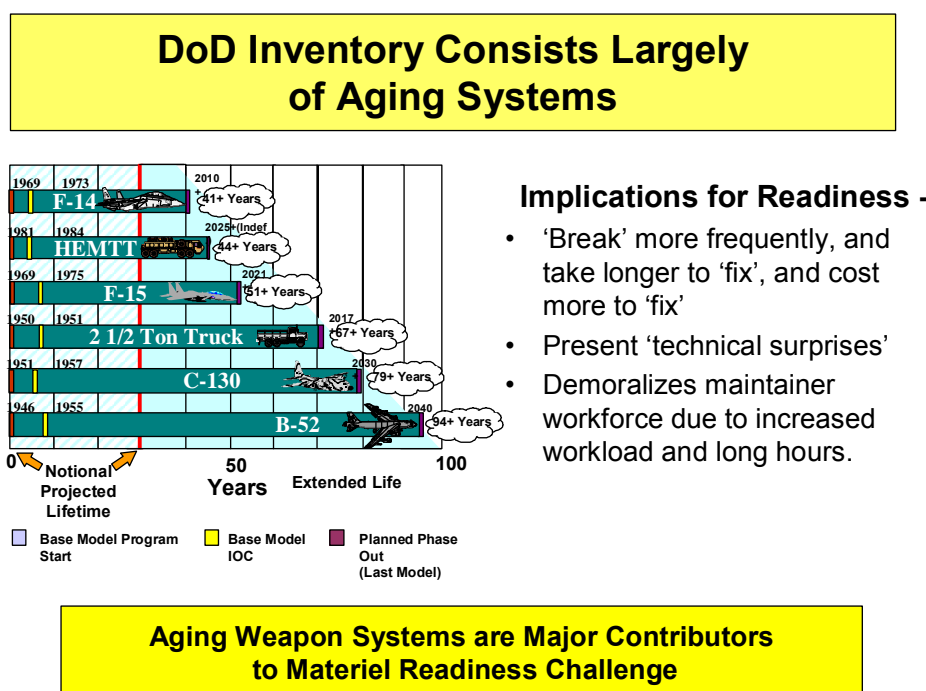 DoD Inventory Consists Largely
of Aging Systems
1969 1973 2010
+
F-14 41+ Years
1981 1984 2025+(Indef
HEMTT 44+ Years
1969 1975 2021
F-15 51+ Years
1950 1951 2017
2 1/2 Ton Truck +67+ Years
1951 1957 2030
C-130 79+ Years
1946 1955 2040
B-52 94+ Years
0 50 100
Notional
Projected
Lifetime
Years
Extended Life
Base Model Program
Start
Base Model
IOC
Planned Phase
Out
(Last Model)
Implications for Readiness -
• ‘Break’ more frequently, and
take longer to ‘fix’, and cost
more to ‘fix’
• Present ‘technical surprises’
• Demoralizes maintainer
workforce due to increased
workload and long hours.
Aging Weapon Systems are Major Contributors
to Materiel Readiness Challenge